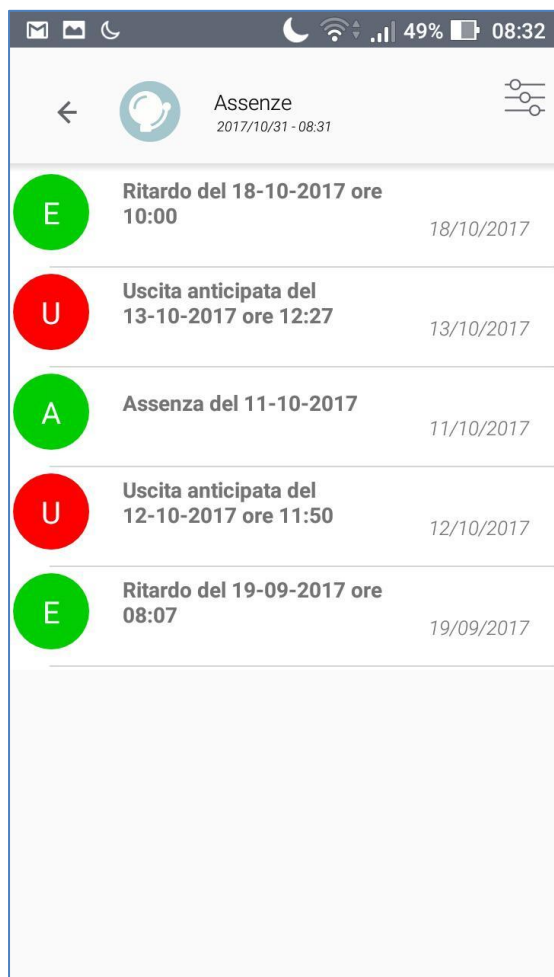 49% 08:32
Assenze
2017/10/31 - 08:31
E
Ritardo del 18-10-2017 ore
10:00
18/10/2017
U
Uscita anticipata del
13-10-2017 ore 12:27
13/10/2017
A
Assenza del 11-10-2017
11/10/2017
U
Uscita anticipata del
12-10-2017 ore 11:50
12/10/2017
E
Ritardo del 19-09-2017 ore
08:07
19/09/2017